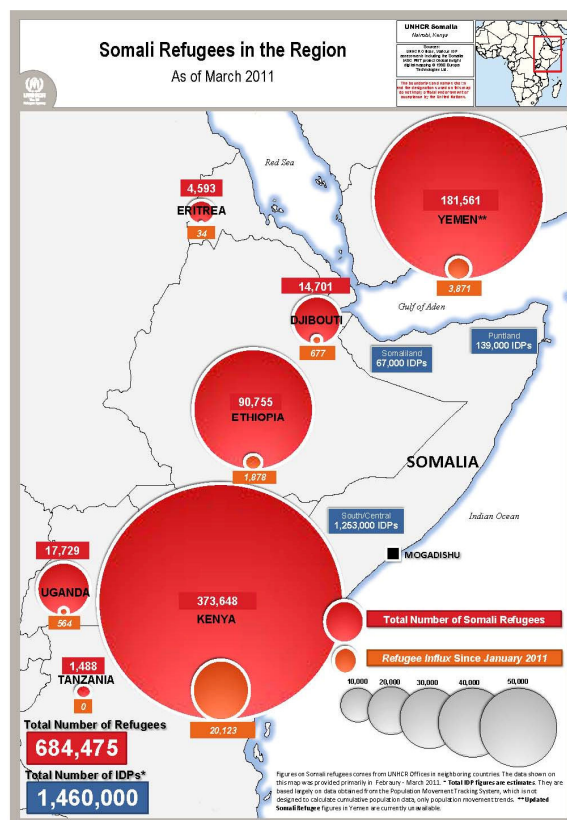 Somali Refugees in the Region
As of March 2011
UNHCR
UNHCR Somalia
Nairobi, Kenya
Sources:
Red Sea
4,593
ERITREA
34
181,561
YEMEN**
3,871
14,701
DJIBOUTI
677
Gulf of Aden
Puntland
139,000 IDPs
Somaliland
67,000 IDPs
90,755
ETHIOPIA
1,878
SOMALIA
South/Central
1,253,000 IDPs
Indian Ocean
MOGADISHU
17,729
UGANDA
564
373,648
KENYA
20,123
Total Number of Somali Refugees
Refugee Influx Since January 2011
1,488
TANZANIA
0
10,000
20,000
30,000
40,000
50,000
Total Number of Refugees
684,475
Total Number of IDPs*
1,460,000
Figures on Somali refugees comes from UNHCR Offices in neighboring countries. The data shown on
this map was provided primarily in Febraury - March 2011. * Total IDP figures are estimates. They are
based largely on data obtained from the Population Movement Tracking System, which is not
designed to calculate cumulative population data, only population movement trends. **Updated
Somali Refugee figures in Yemen are currently unavailable.